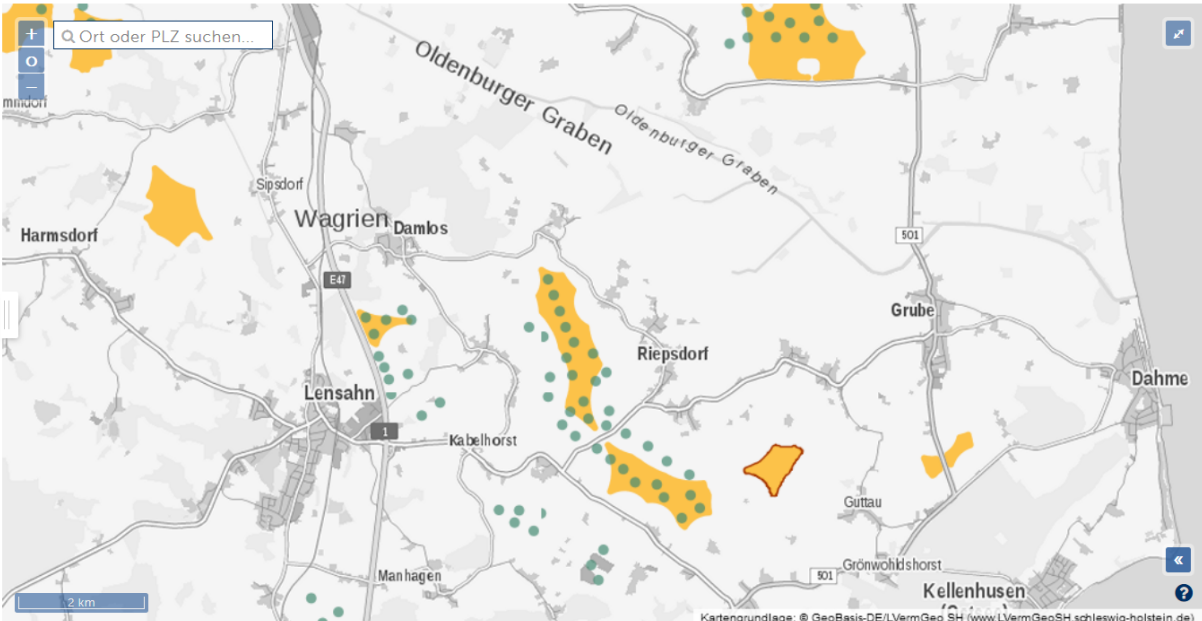 +
Ort oder PLZ suchen...
Oldenburger Graben
Oldenburger Graben
Sipsdorf
Wagrien
Damlos
Harmsdorf
501
E47
Grube
Riepsdorf
Dahme
Lensahn
1
Kabelhorst
Guttau
Grönwohldshorst
Manhagen
501
Kellenhusen
«
?
2 km
Kartengrundlage: © GeoBasis-DE/LVermGeo SH (www.LVermGeoSH.schleswig-holstein.de)